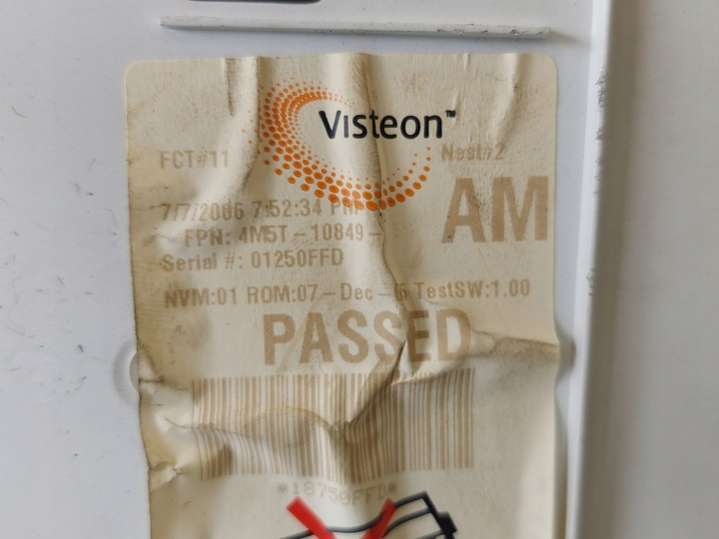 Visteon™
FCT#11 Nest#2
7/7/2006 7:52:34 PM
AM
FPN: 4M5T-10849-
Serial #: 01250FFD
NVM:01 ROM:07-Dec- TestSW:1.00
PASSED